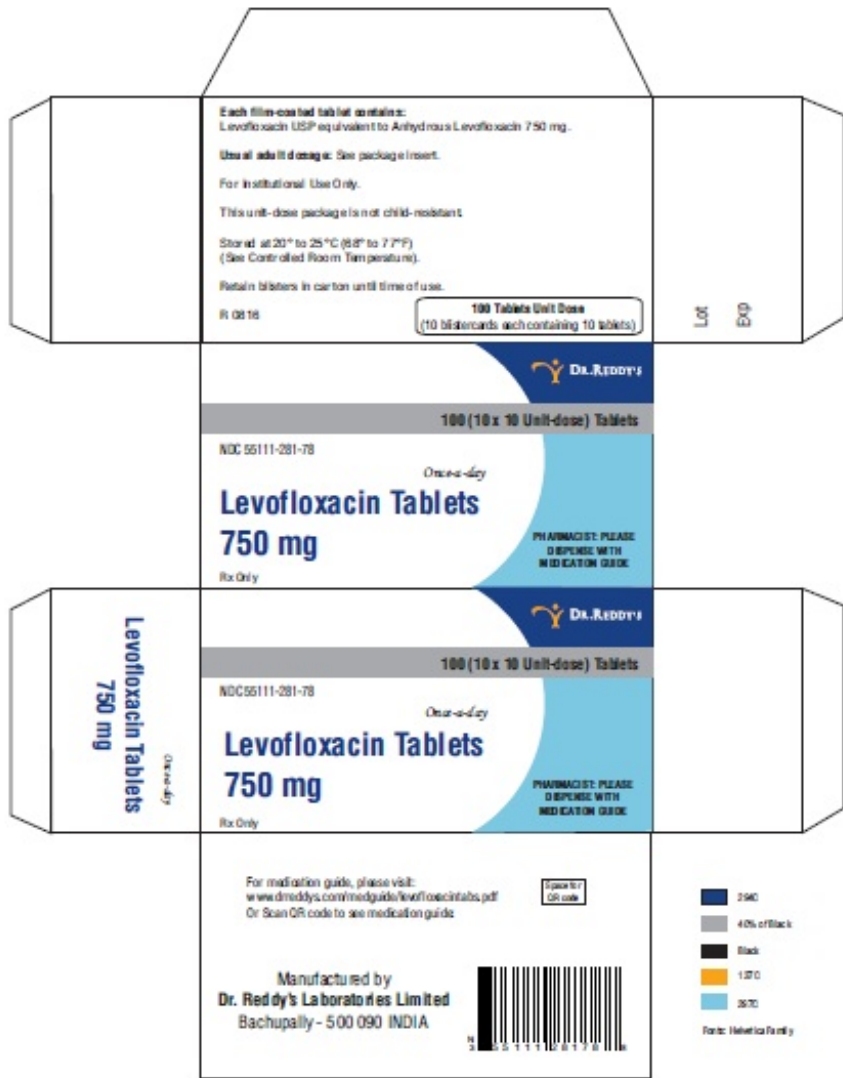 Each film-coated tablet contains:
Levofloxacin USP equivalent to Anhydrous Levofloxacin 750 mg.
Usual adult dosage: See package insert.
For Institutional Use Only.
This unit-dose package is not child-resistant.
Stored at 20° to 25°C (68° to 77°F)
(See Controlled Room Temperature).
Retain blisters in carton until time of use.
R 0816
100 Tablets Unit Dose
(10 blistercards each containing 10 tablets)
Lot
Exp
DR.REDDY'S
100 (10 x 10 Unit-dose) Tablets
NDC 55111-281-78
Once-a-day
Levofloxacin Tablets
750 mg
PHARMACIST: PLEASE
DISPENSE WITH
MEDICATION GUIDE
Rx Only
Levofloxacin Tablets
750 mg
Once-a-day
DR.REDDY'S
100 (10 x 10 Unit-dose) Tablets
NDC 55111-281-78
Once-a-day
Levofloxacin Tablets
750 mg
PHARMACIST: PLEASE
DISPENSE WITH
MEDICATION GUIDE
Rx Only
For medication guide, please visit:
www.drreddys.com/medguide/levofloxacintabs.pdf
Or Scan QR code to see medication guide
Space for
QR code
Manufactured by
Dr. Reddy's Laboratories Limited
Bachupally - 500 090 INDIA
N
3 55111 28178 8
2940
40% of Black
Black
1370
2970
Fonts: Helvetica Family